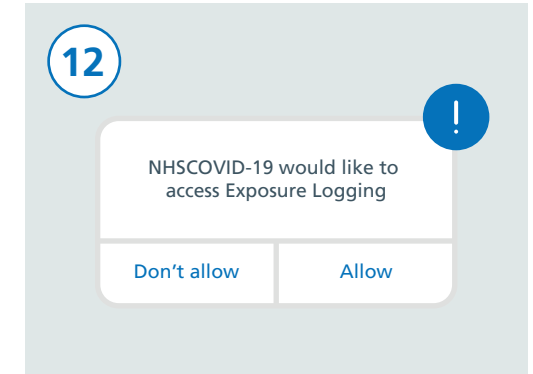 12
!
NHSCOVID-19 would like to
access Exposure Logging
Don't allow
Allow